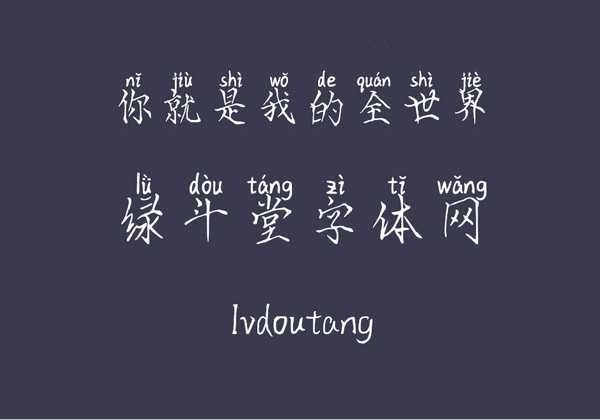 nǐ jiù shì wǒ de quán shì jiè
你就是我的全世界
lǜ dòu táng zì tǐ wǎng
绿斗堂字体网
lvdoutang